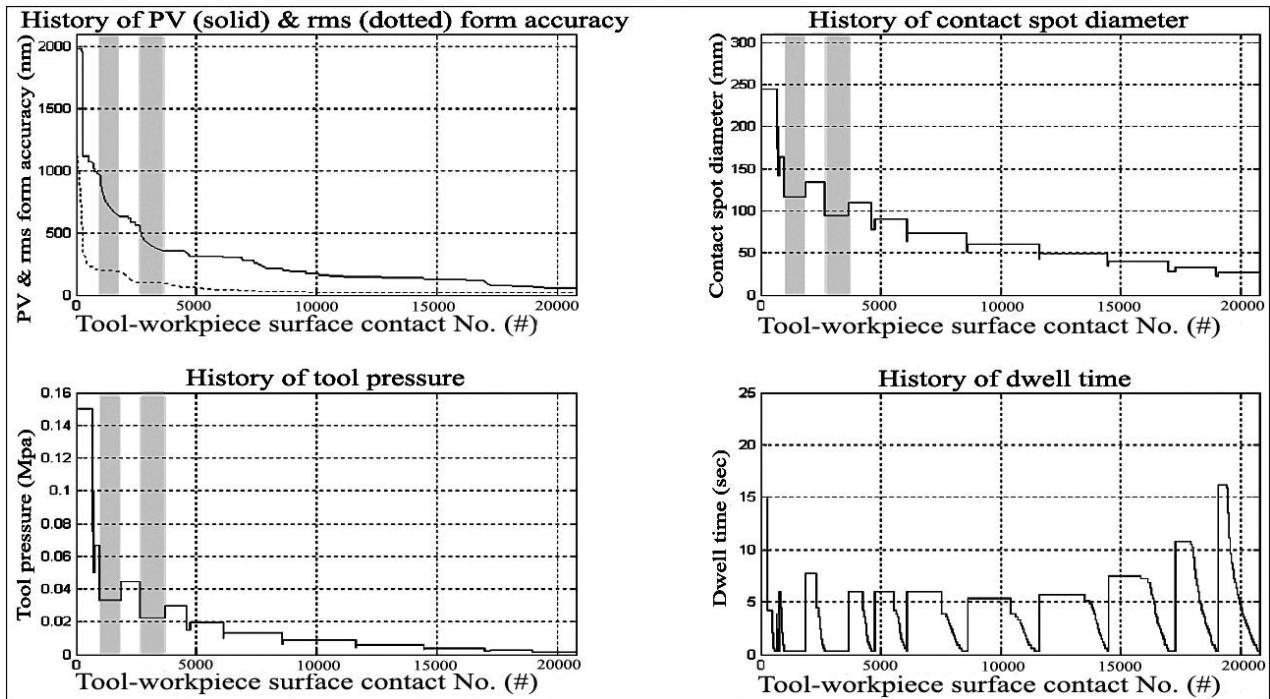 History of PV (solid) & rms (dotted) form accuracy
PV & rms form accuracy (nm)
2000
1500
1000
500
0
0 5000 10000 15000 20000
Tool-workpiece surface contact No. (#)
History of contact spot diameter
Contact spot diameter (mm)
300
250
200
150
100
50
0
0 5000 10000 15000 20000
Tool-workpiece surface contact No. (#)
History of tool pressure
Tool pressure (Mpa)
0.16
0.14
0.12
0.1
0.08
0.06
0.04
0.02
0
0 5000 10000 15000 20000
Tool-workpiece surface contact No. (#)
History of dwell time
Dwell time (sec)
25
20
15
10
5
0
0 5000 10000 15000 20000
Tool-workpiece surface contact No. (#)